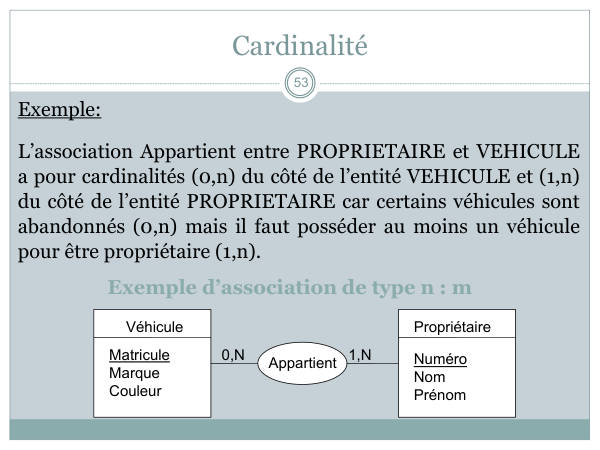 Cardinalité
53
Exemple:
L’association Appartient entre PROPRIETAIRE et VEHICULE
a pour cardinalités (0,n) du côté de l’entité VEHICULE et (1,n)
du côté de l’entité PROPRIETAIRE car certains véhicules sont
abandonnés (0,n) mais il faut posséder au moins un véhicule
pour être propriétaire (1,n).
Exemple d’association de type n : m
Véhicule
Matricule
Marque
Couleur
0,N
Appartient
1,N
Propriétaire
Numéro
Nom
Prénom